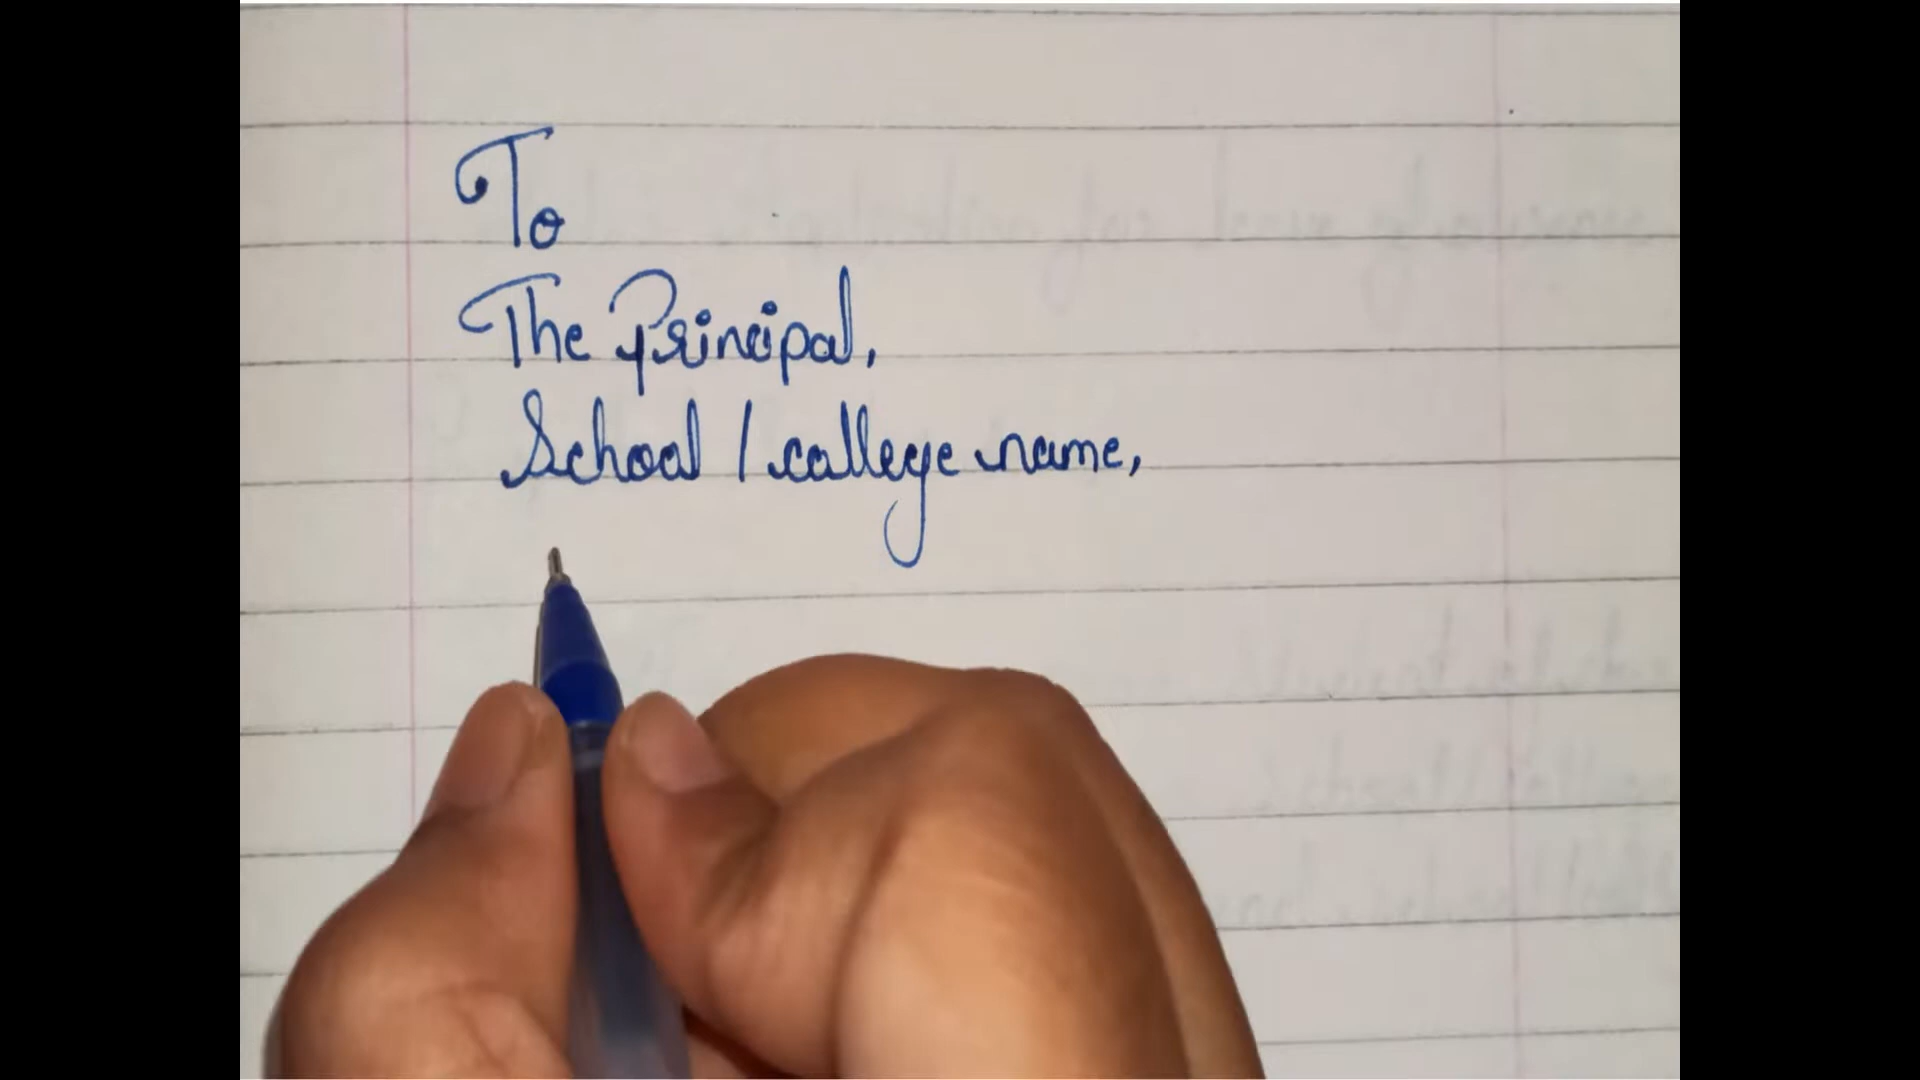 To
The Principal,
School / college name,